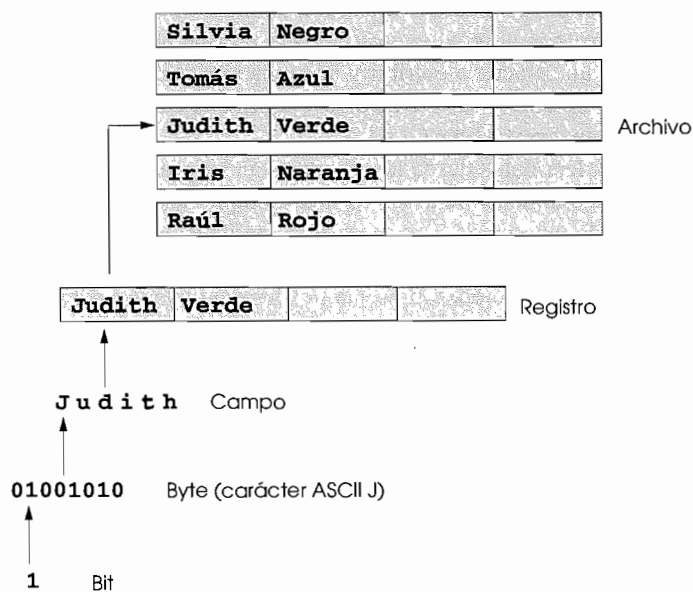 Silvia Negro
Tomás Azul
Judith Verde Archivo
Iris Naranja
Raúl Rojo
Judith Verde Registro
Judith Campo
01001010 Byte (carácter ASCII J)
1 Bit